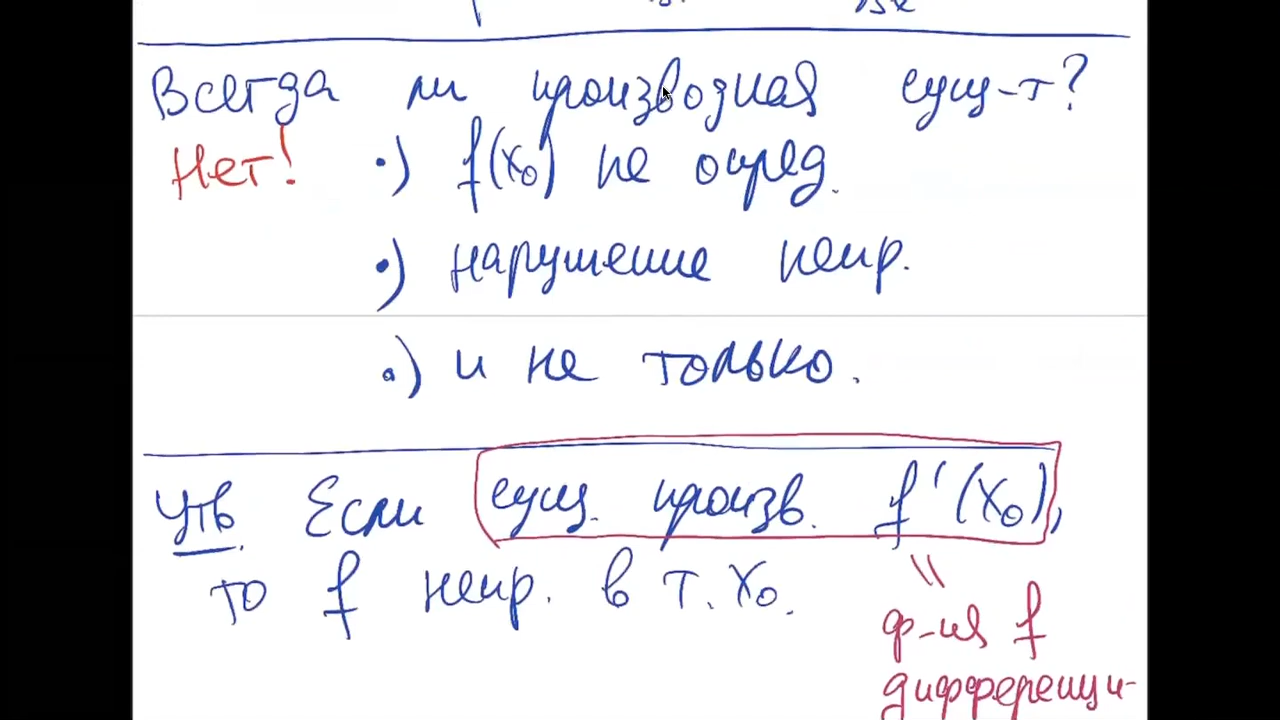 Всегда ли производная сущ-т?
Нет! •) f(x₀) не опред.
•) нарушение непр.
•) и не только.
Утв. Если сущ. произв. f'(x₀),
то f непр. в т. x₀.
ф-ия f
дифференци-